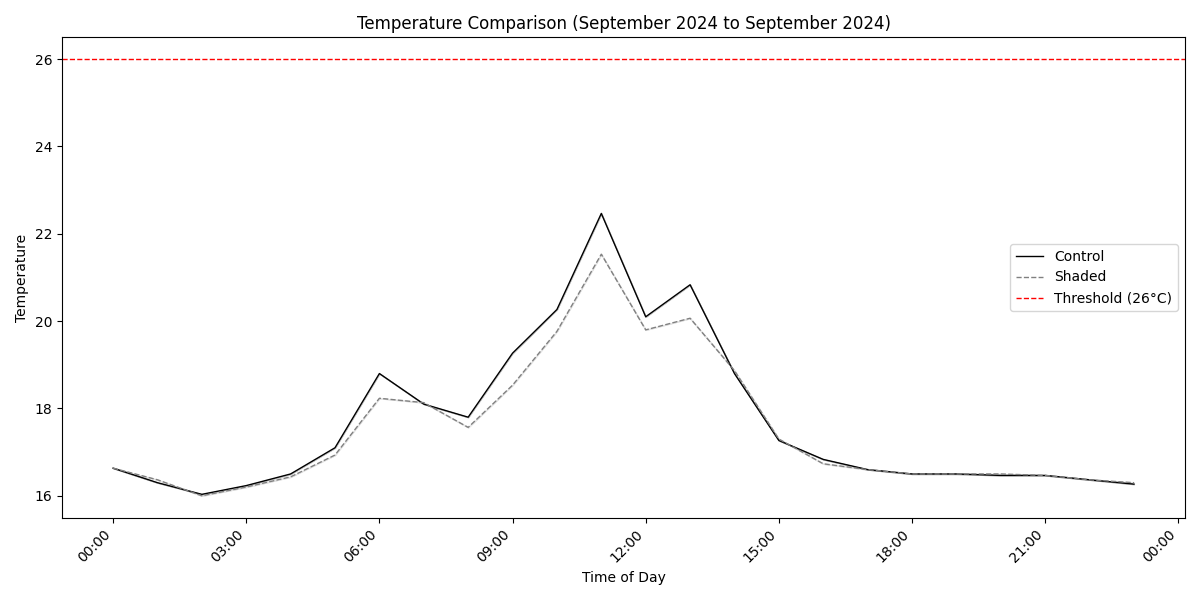 Temperature Comparison (September 2024 to September 2024)
26
24
22
20
18
16
Temperature
Control
Shaded
Threshold (26°C)
00:00
03:00
06:00
09:00
12:00
15:00
18:00
21:00
00:00
Time of Day